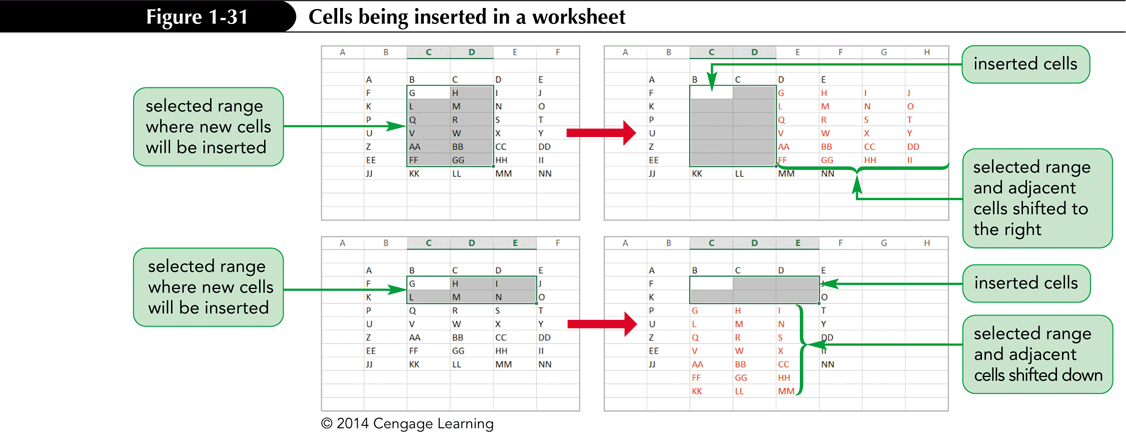 Figure 1-31 Cells being inserted in a worksheet
A B C D E F
A B C D E
F G H I J
K L M N O
P Q R S T
U V W X Y
Z AA BB CC DD
EE FF GG HH II
JJ KK LL MM NN
selected range
where new cells
will be inserted
A B C D E F G H
A B C D E
F G H I J
K L M N O
P Q R S T
U V W X Y
Z AA BB CC DD
EE FF GG HH II
JJ KK LL MM NN
inserted cells
selected range
and adjacent
cells shifted to
the right
A B C D E F
A B C D E
F G H I J
K L M N O
P Q R S T
U V W X Y
Z AA BB CC DD
EE FF GG HH II
JJ KK LL MM NN
selected range
where new cells
will be inserted
A B C D E F G H
A B C D E
F J
K O
P G H I T
U L M N Y
Z Q R S DD
EE V W X II
JJ AA BB CC NN
FF GG HH
KK LL MM
inserted cells
selected range
and adjacent
cells shifted down
© 2014 Cengage Learning